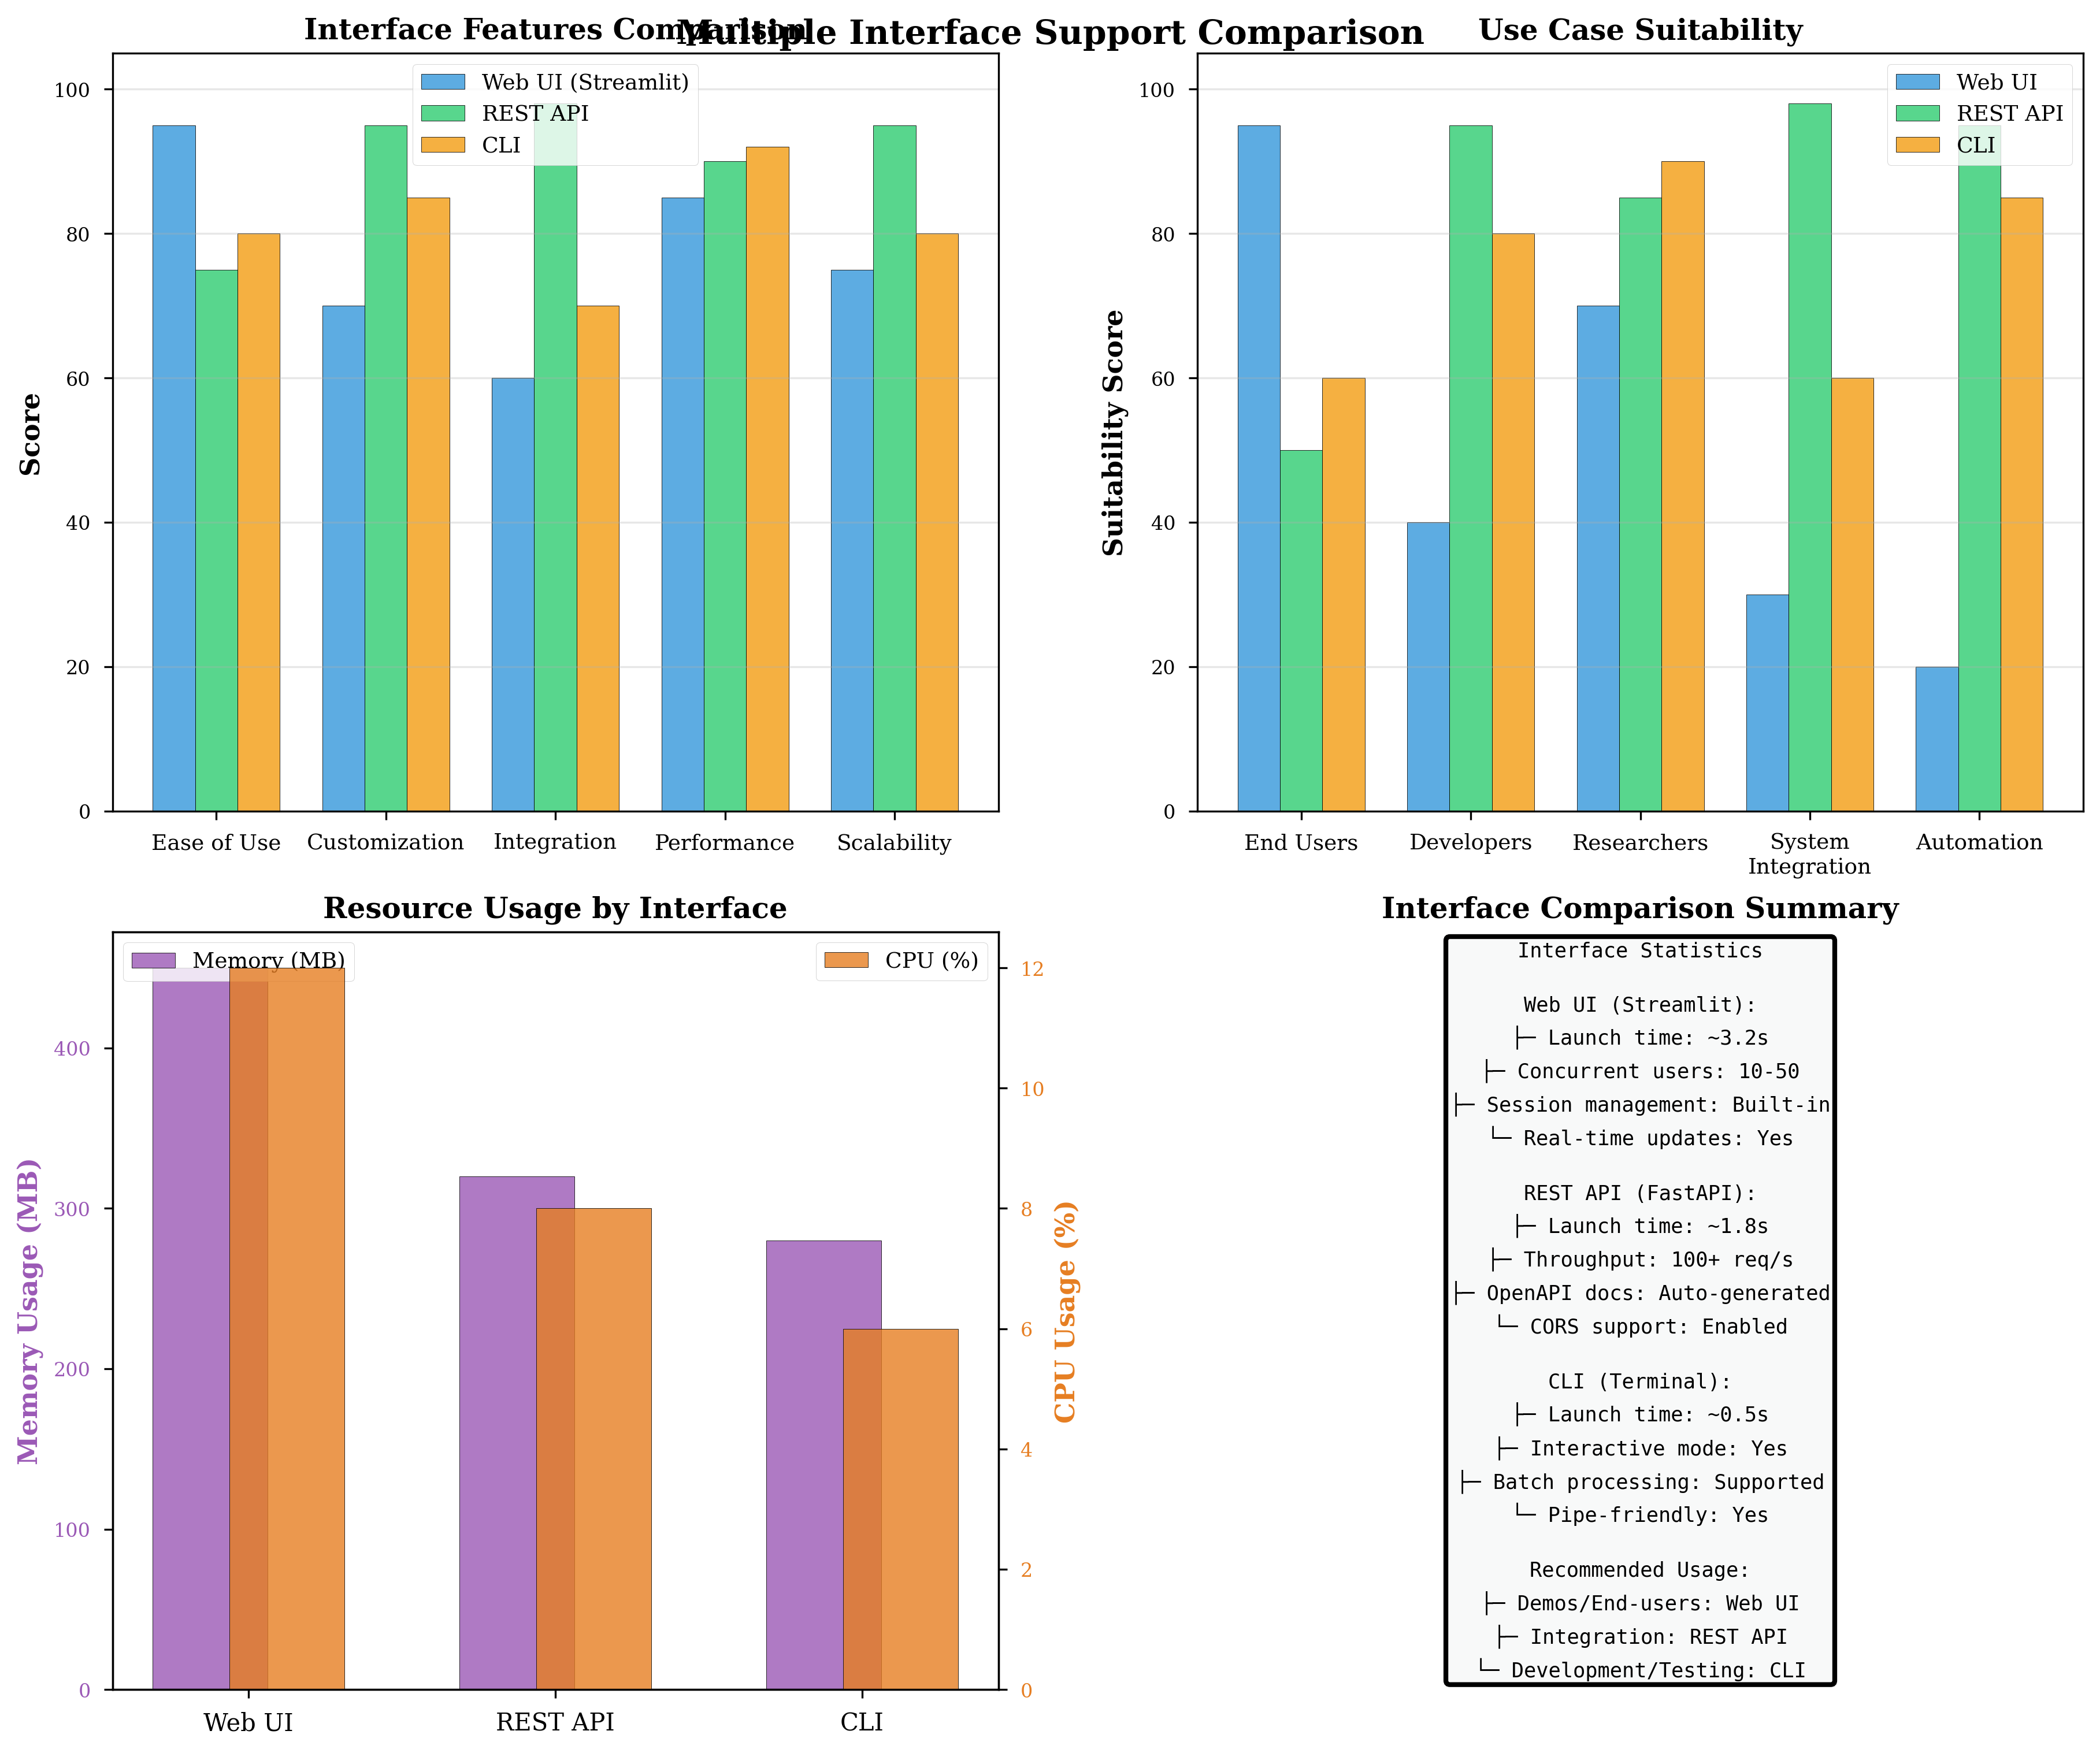 Multiple Interface Support Comparison
Interface Features Comparison
Score
100
80
60
40
20
0
Web UI (Streamlit)
REST API
CLI
Ease of Use
Customization
Integration
Performance
Scalability
Use Case Suitability
Suitability Score
100
80
60
40
20
0
Web UI
REST API
CLI
End Users
Developers
Researchers
System
Integration
Automation
Resource Usage by Interface
Memory Usage (MB)
400
300
200
100
0
Memory (MB)
CPU (%)
12
10
8
6
4
2
0
CPU Usage (%)
Web UI
REST API
CLI
Interface Comparison Summary
Interface Statistics
Web UI (Streamlit):
├─ Launch time: ~3.2s
├─ Concurrent users: 10-50
├─ Session management: Built-in
└─ Real-time updates: Yes
REST API (FastAPI):
├─ Launch time: ~1.8s
├─ Throughput: 100+ req/s
├─ OpenAPI docs: Auto-generated
└─ CORS support: Enabled
CLI (Terminal):
├─ Launch time: ~0.5s
├─ Interactive mode: Yes
├─ Batch processing: Supported
└─ Pipe-friendly: Yes
Recommended Usage:
├─ Demos/End-users: Web UI
├─ Integration: REST API
└─ Development/Testing: CLI